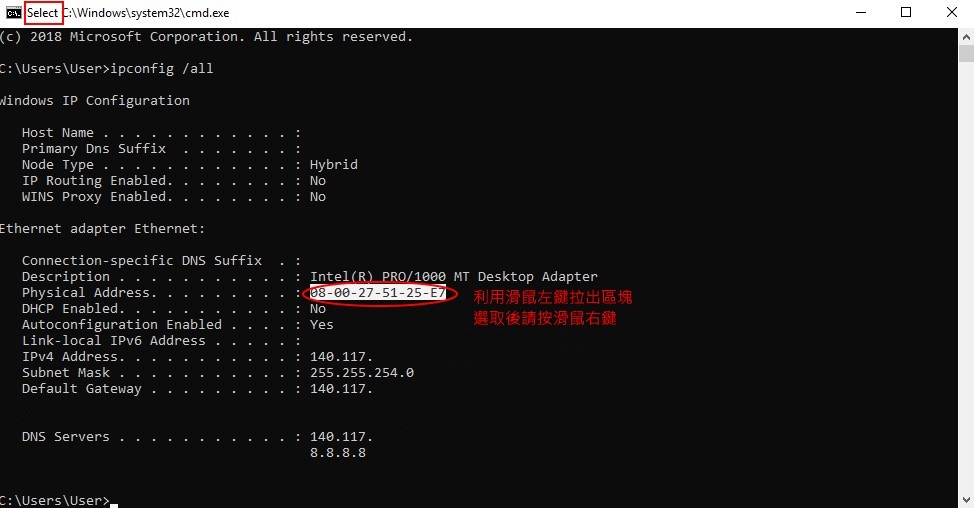 Select C:\Windows\system32\cmd.exe
(c) 2018 Microsoft Corporation. All rights reserved.
C:\Users\User>ipconfig /all
Windows IP Configuration
Host Name . . . . . . . . . . . . :
Primary Dns Suffix  . . . . . . . :
Node Type . . . . . . . . . . . . : Hybrid
IP Routing Enabled. . . . . . . . : No
WINS Proxy Enabled. . . . . . . . : No
Ethernet adapter Ethernet:
Connection-specific DNS Suffix  . :
Description . . . . . . . . . . . : Intel(R) PRO/1000 MT Desktop Adapter
Physical Address. . . . . . . . . : 08-00-27-51-25-E7 利用滑鼠左鍵拉出區塊
選取後請按滑鼠右鍵
DHCP Enabled. . . . . . . . . . . : No
Autoconfiguration Enabled . . . . : Yes
Link-local IPv6 Address . . . . . :
IPv4 Address. . . . . . . . . . . : 140.117.
Subnet Mask . . . . . . . . . . . : 255.255.254.0
Default Gateway . . . . . . . . . : 140.117.
DNS Servers . . . . . . . . . . . : 140.117.
8.8.8.8
C:\Users\User>